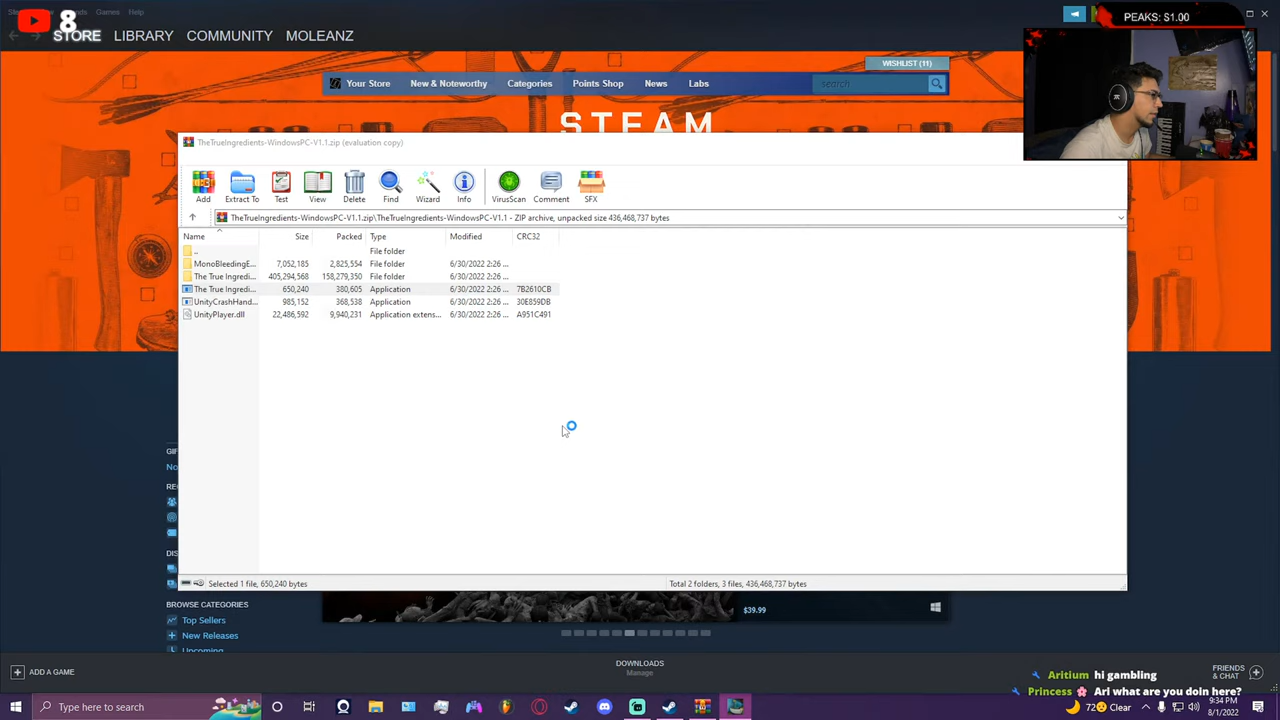 8
Games Help
STORE LIBRARY COMMUNITY MOLEANZ
PEAKS: $1.00
WISHLIST (11)
Your Store New & Noteworthy Categories Points Shop News Labs search
STEAM
TheTrueIngredients-WindowsPC-V1.1.zip (evaluation copy)
Add Extract To Test View Delete Find Wizard Info VirusScan Comment SFX
TheTrueIngredients-WindowsPC-V1.1.zip\TheTrueIngredients-WindowsPC-V1.1 - ZIP archive, unpacked size 436,468,737 bytes
Name Size Packed Type Modified CRC32
.. File folder
MonoBleedingE... 7,052,185 2,825,554 File folder 6/30/2022 2:26 ...
The True Ingredi... 405,294,568 158,279,350 File folder 6/30/2022 2:26 ...
The True Ingredi... 650,240 380,605 Application 6/30/2022 2:26 ... 7B2610CB
UnityCrashHand... 985,152 368,538 Application 6/30/2022 2:26 ... 30E859DB
UnityPlayer.dll 22,486,592 9,940,231 Application extens... 6/30/2022 2:26 ... A951C491
GI
No
RE
DIS
Selected 1 file, 650,240 bytes Total 2 folders, 3 files, 436,468,737 bytes
BROWSE CATEGORIES
Top Sellers
New Releases
Upcoming
$39.99
ADD A GAME
DOWNLOADS
Manage
FRIENDS
& CHAT
Aritium hi gambling
Princess Ari what are you doin here?
Type here to search
72°F Clear
9:34 PM
8/1/2022